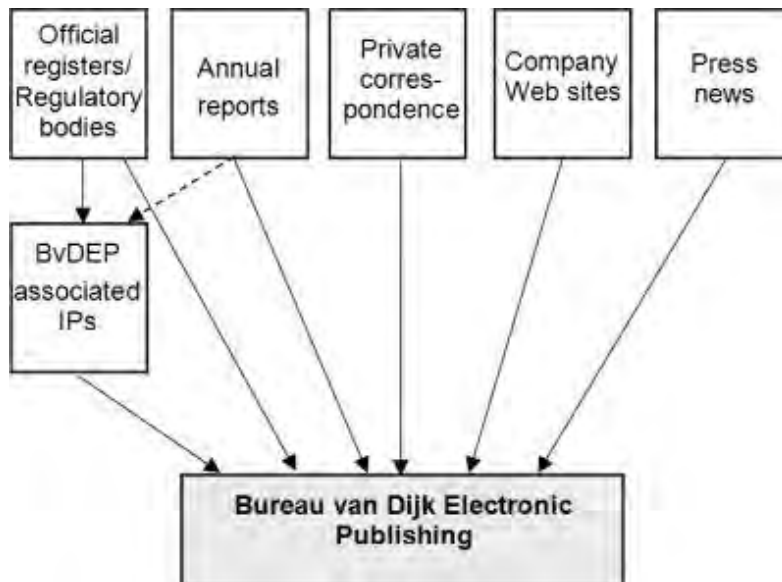 Official
registers/
Regulatory
bodies
Annual
reports
Private
corres-
pondence
Company
Web sites
Press
news
BvDEP
associated
IPs
Bureau van Dijk Electronic
Publishing